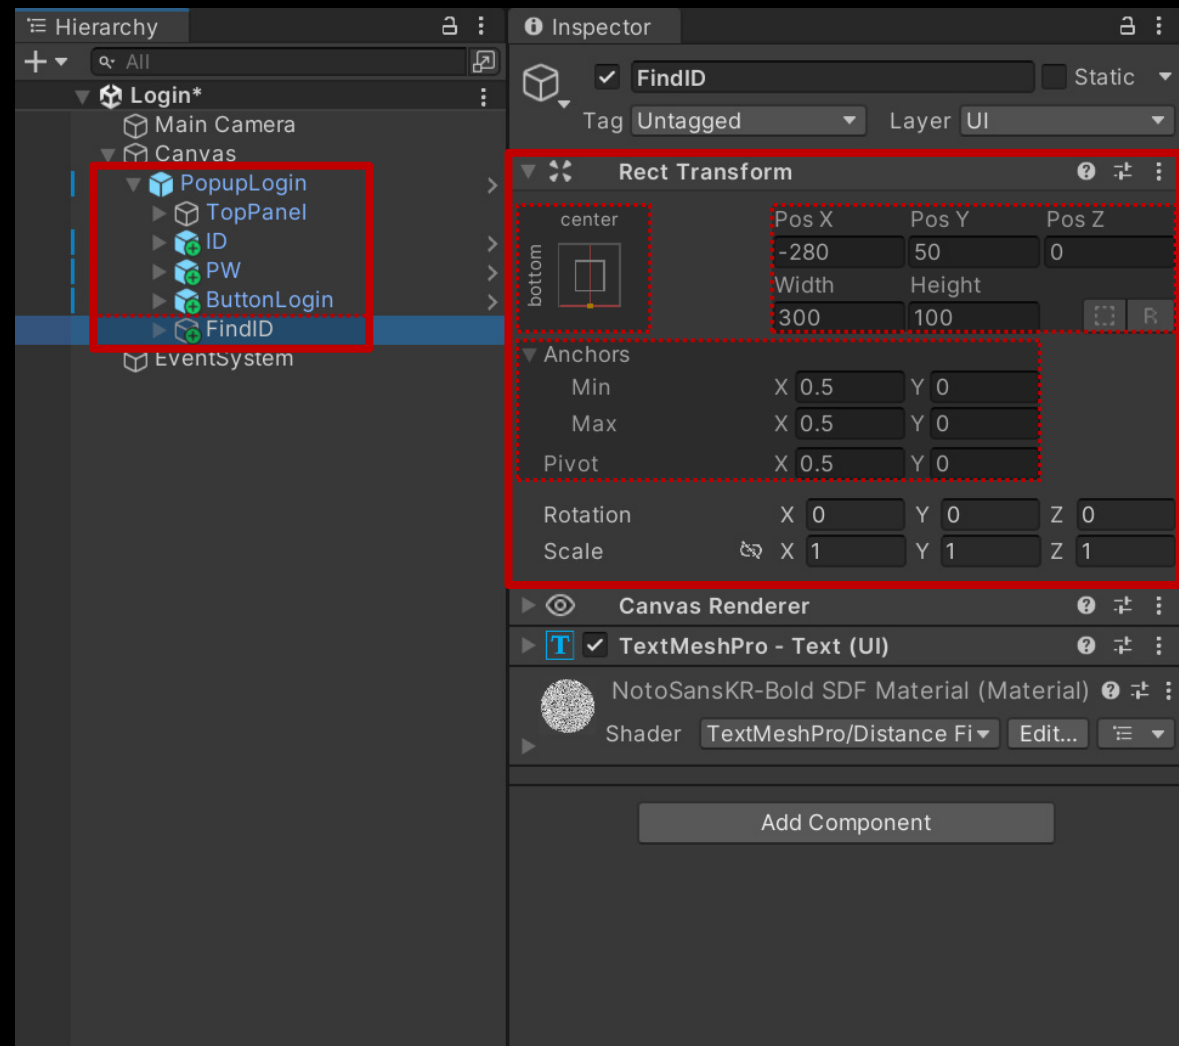 Hierarchy
All
Login*
Main Camera
Canvas
PopupLogin
TopPanel
ID
PW
ButtonLogin
FindID
EventSystem
Inspector
FindID
Static
Tag Untagged Layer UI
Rect Transform
center
bottom
Pos X Pos Y Pos Z
-280 50 0
Width Height
300 100 R
Anchors
Min X 0.5 Y 0
Max X 0.5 Y 0
Pivot X 0.5 Y 0
Rotation X 0 Y 0 Z 0
Scale X 1 Y 1 Z 1
Canvas Renderer
T TextMeshPro - Text (UI)
NotoSansKR-Bold SDF Material (Material)
Shader TextMeshPro/Distance Fi Edit...
Add Component